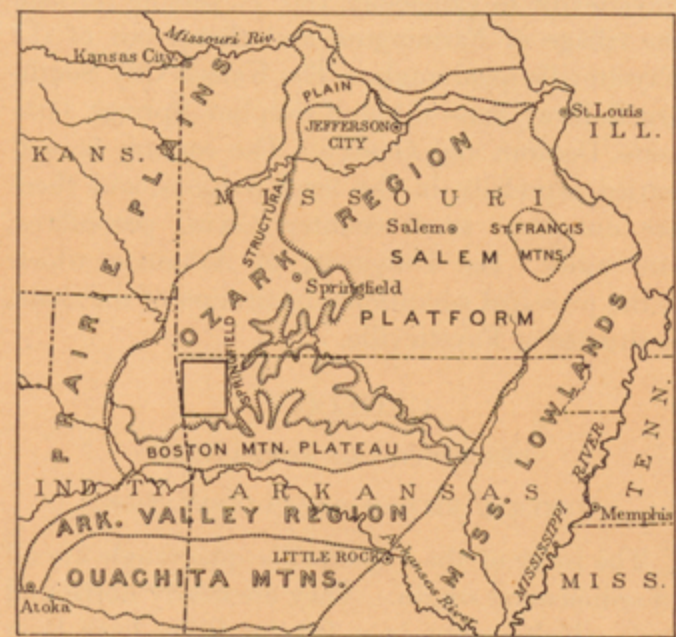 Missouri Riv.
Kansas City
PLAIN
St. Louis
ILL.
JEFFERSON
CITY
KANS.
PRAIRIE PLAINS
MISSOURI
OZARK REGION
STRUCTURAL
Salem
ST. FRANCIS
MTNS.
SALEM
PLATFORM
Springfield
SPRINGFIELD
MISS. LOWLANDS
TENN.
BOSTON MTN. PLATEAU
IND. TY.
ARKANSAS
MISSISSIPPI RIVER
Memphis
ARK. VALLEY REGION
LITTLE ROCK
Arkansas River
OUACHITA MTNS.
MISS.
Atoka